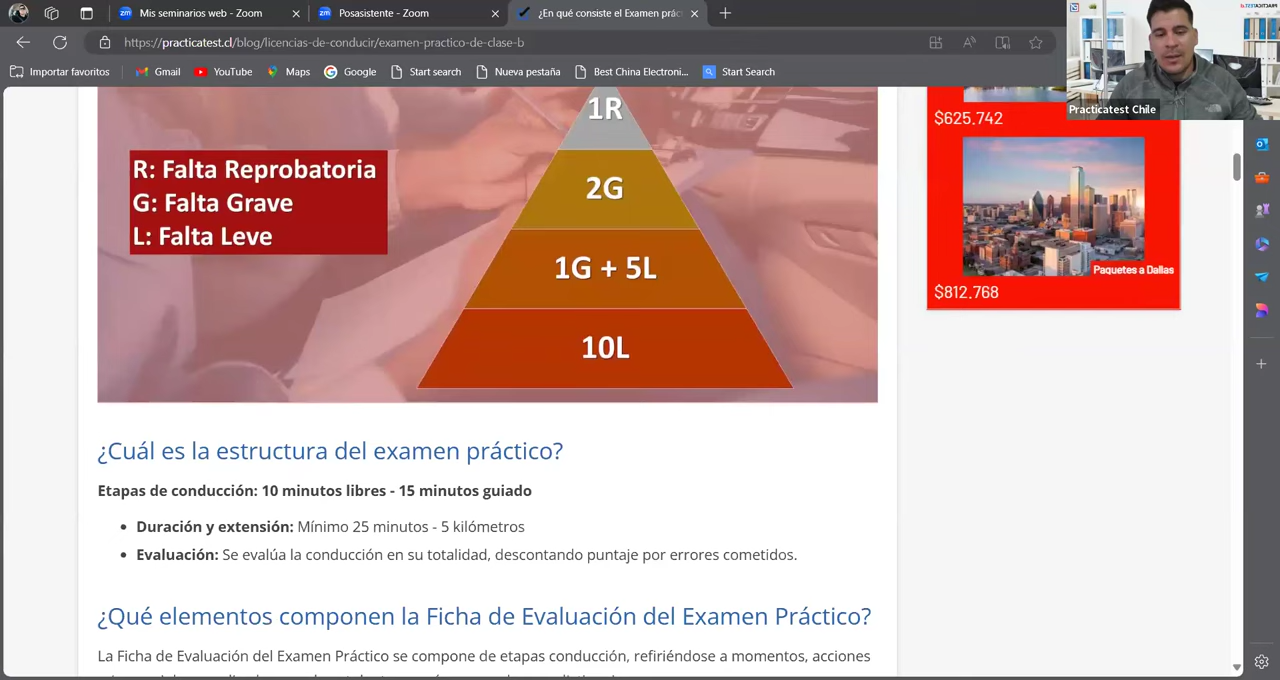 Mis seminarios web - Zoom
Posasistente - Zoom
¿En qué consiste el Examen prác
https://practicatest.cl/blog/licencias-de-conducir/examen-practico-de-clase-b
Importar favoritos
Gmail
YouTube
Maps
Google
Start search
Nueva pestaña
Best China Electroni...
Start Search
Practicatest Chile
R: Falta Reprobatoria
G: Falta Grave
L: Falta Leve
1R
2G
1G + 5L
10L
$625.742
Paquetes a Dallas
$812.768
¿Cuál es la estructura del examen práctico?
Etapas de conducción: 10 minutos libres - 15 minutos guiado
• Duración y extensión: Mínimo 25 minutos - 5 kilómetros
• Evaluación: Se evalúa la conducción en su totalidad, descontando puntaje por errores cometidos.
¿Qué elementos componen la Ficha de Evaluación del Examen Práctico?
La Ficha de Evaluación del Examen Práctico se compone de etapas conducción, refiriéndose a momentos, acciones